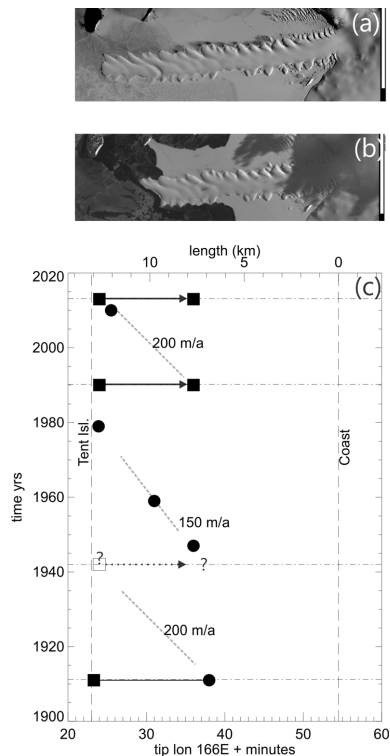 (a)
(b)
length (km)
10 5 0
(c)
2020
2000
1980
1960
1940
1920
1900
time yrs
200 m/a
Tent Isl.
Coast
150 m/a
? ?
200 m/a
20 30 40 50 60
tip lon 166E + minutes